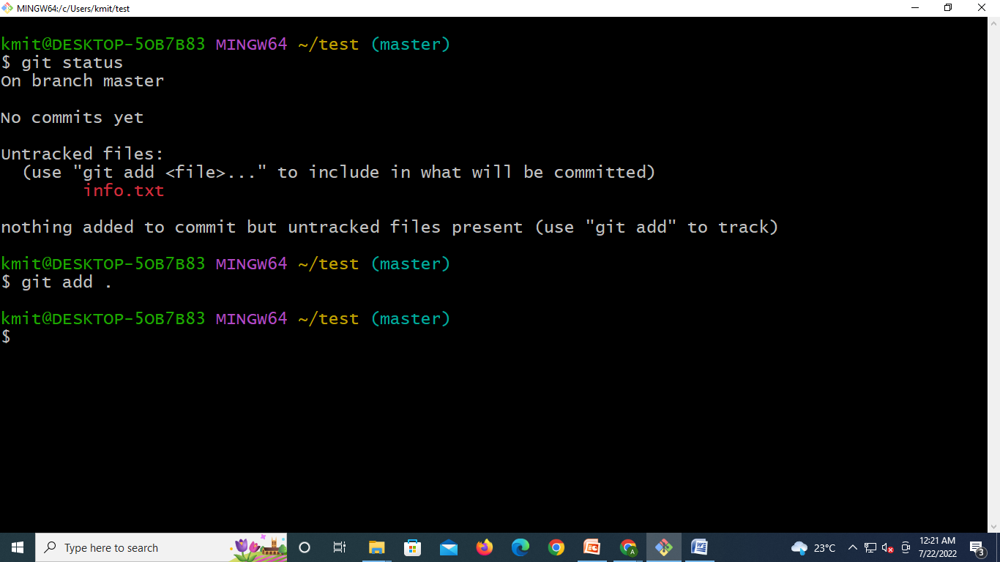 MINGW64:/c/Users/kmit/test
kmit@DESKTOP-5OB7B83 MINGW64 ~/test (master)
$ git status
On branch master
No commits yet
Untracked files:
  (use "git add <file>..." to include in what will be committed)
        info.txt
nothing added to commit but untracked files present (use "git add" to track)
kmit@DESKTOP-5OB7B83 MINGW64 ~/test (master)
$ git add .
kmit@DESKTOP-5OB7B83 MINGW64 ~/test (master)
$
Type here to search
23°C
12:21 AM
7/22/2022
3